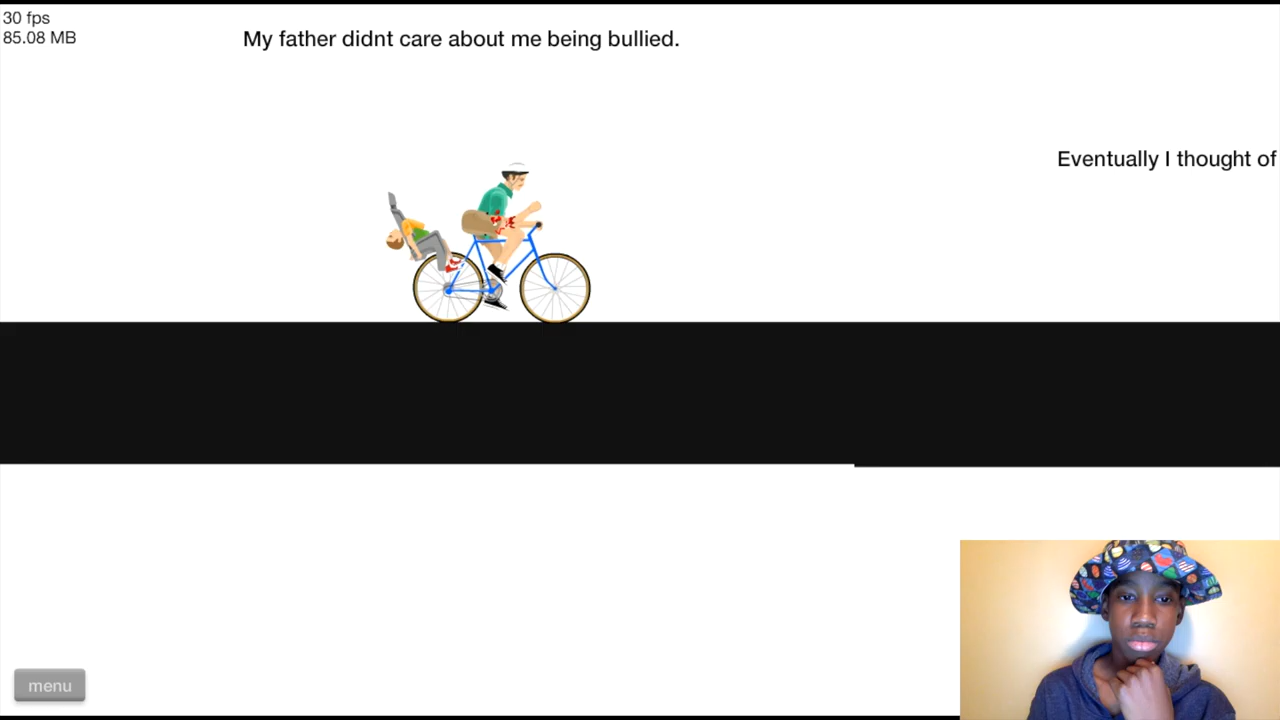 30 fps
85.08 MB
My father didnt care about me being bullied.
Eventually I thought of
menu